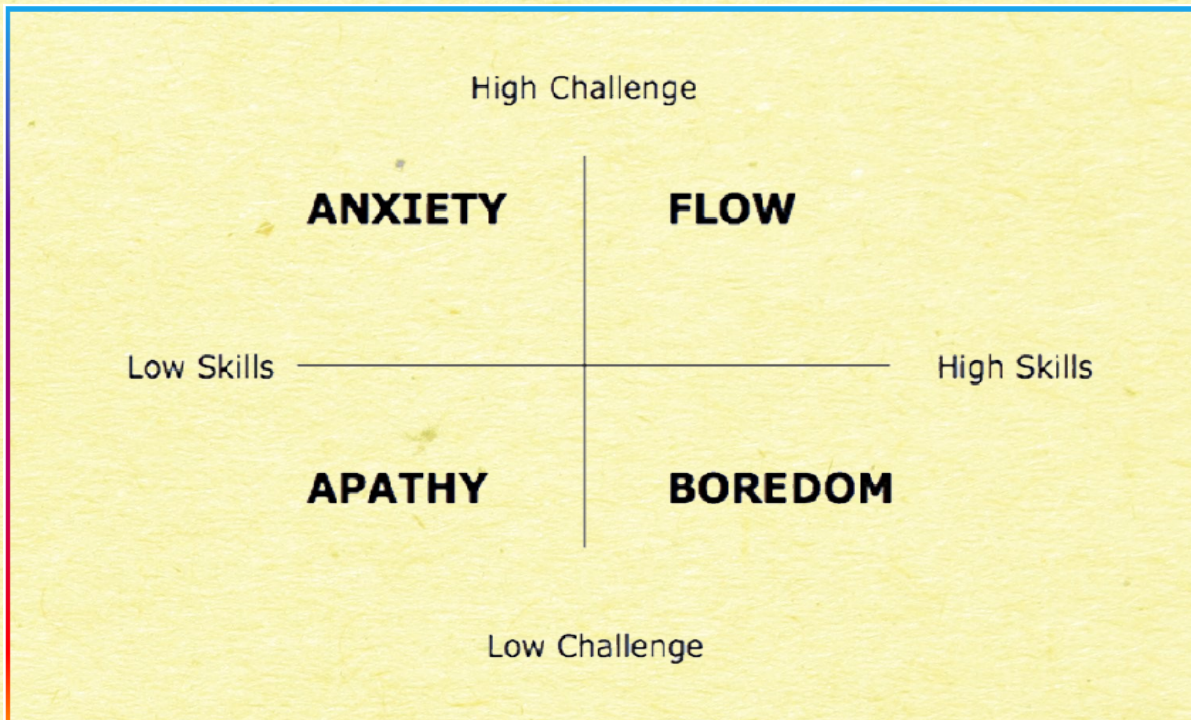 High Challenge
ANXIETY FLOW
Low Skills High Skills
APATHY BOREDOM
Low Challenge